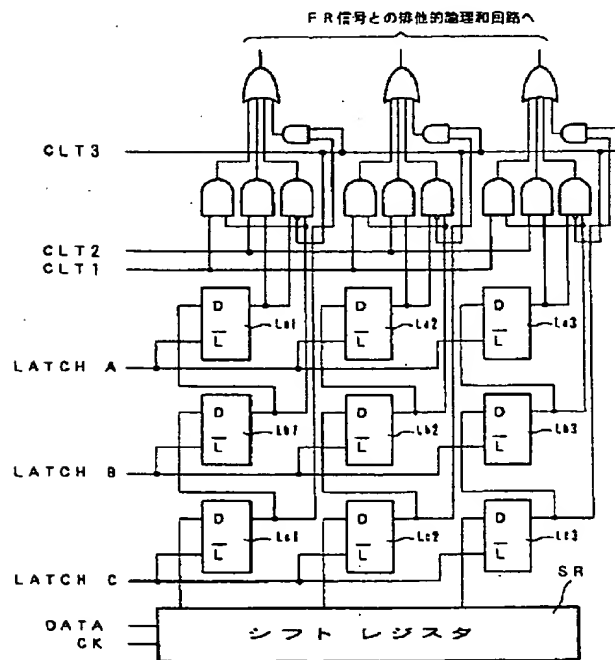 FR信号との排他的論理和回路へ
CLT3
CLT2
CLT1
D
L
La1
D
L
La2
D
L
La3
LATCH A
D
L
Lb1
D
L
Lb2
D
L
Lb3
LATCH B
D
L
Lc1
D
L
Lc2
D
L
Lc3
LATCH C
SR
DATA
CK
シフト レジスタ